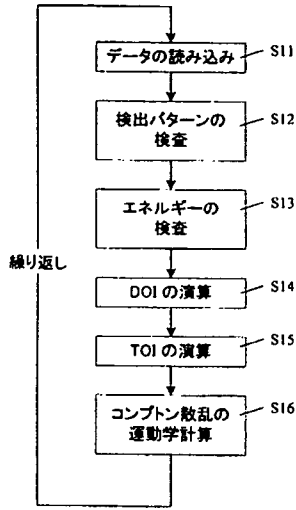 データの読み込み
S11
検出パターンの
検査
S12
エネルギーの
検査
S13
繰り返し
DOIの演算
S14
TOIの演算
S15
コンプトン散乱の
運動学計算
S16